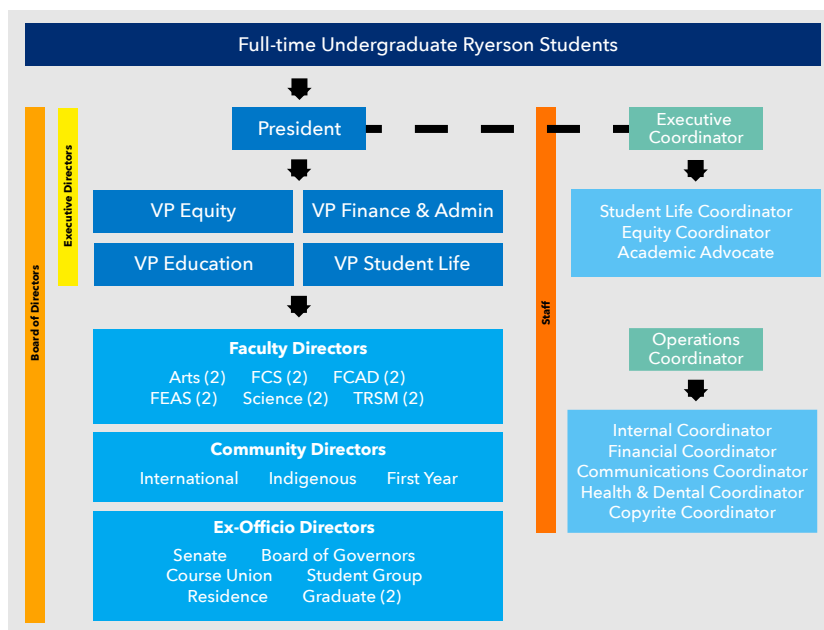 Full-time Undergraduate Ryerson Students
Board of Directors
Executive Directors
President
VP Equity
VP Finance & Admin
VP Education
VP Student Life
Faculty Directors
Arts (2) FCS (2) FCAD (2)
FEAS (2) Science (2) TRSM (2)
Community Directors
International Indigenous First Year
Ex-Officio Directors
Senate Board of Governors
Course Union Student Group
Residence Graduate (2)
Staff
Executive
Coordinator
Student Life Coordinator
Equity Coordinator
Academic Advocate
Operations
Coordinator
Internal Coordinator
Financial Coordinator
Communications Coordinator
Health & Dental Coordinator
Copyrite Coordinator